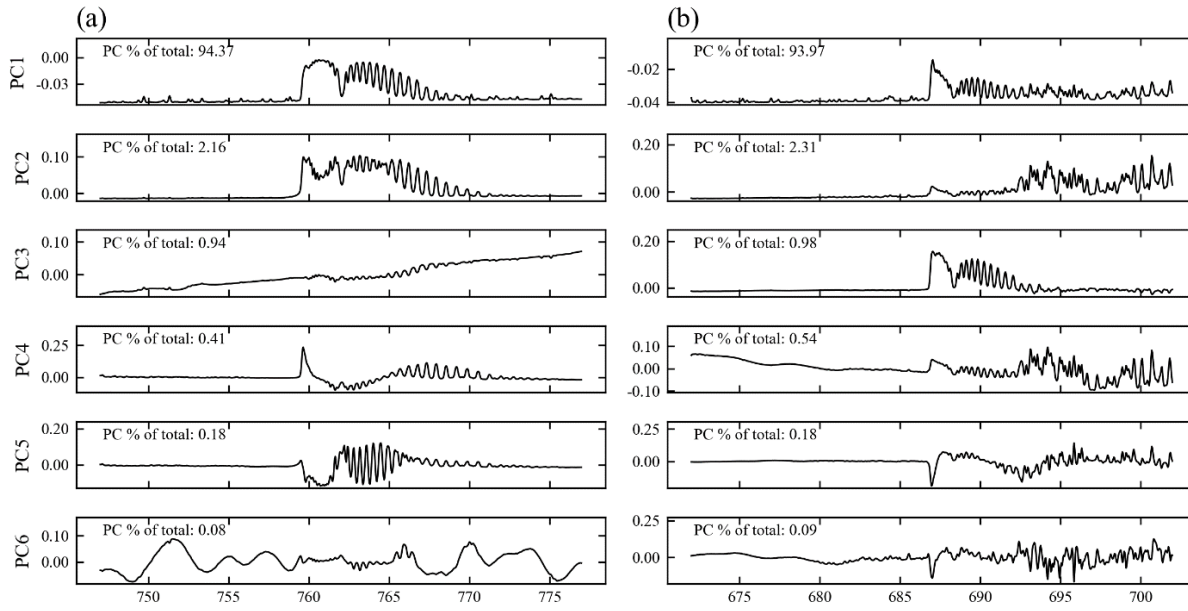 (a)
PC % of total: 94.37
0.00
-0.03
PC1
PC % of total: 2.16
0.10
0.00
PC2
PC % of total: 0.94
0.10
0.00
PC3
PC % of total: 0.41
0.25
0.00
PC4
PC % of total: 0.18
0.20
0.00
PC5
PC % of total: 0.08
0.10
0.00
PC6
750 755 760 765 770 775
(b)
PC % of total: 93.97
-0.02
-0.04
PC % of total: 2.31
0.20
0.00
PC % of total: 0.98
0.20
0.00
PC % of total: 0.54
0.10
0.00
-0.10
PC % of total: 0.18
0.25
0.00
PC % of total: 0.09
0.25
0.00
675 680 685 690 695 700